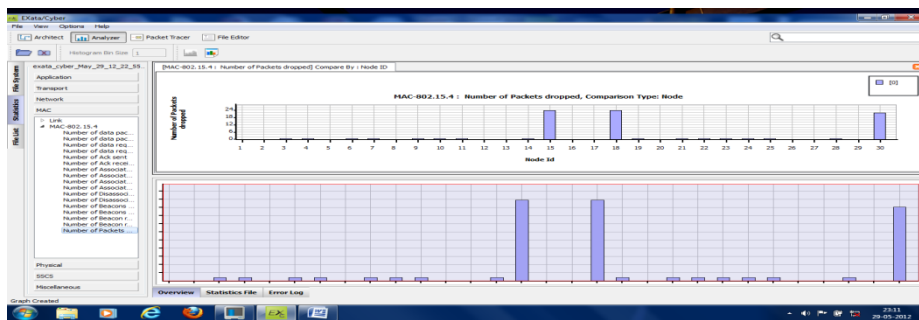 EXata/Cyber
File View Options Help
Architect Analyzer Packet Tracer File Editor
Histogram Bin Size 1
File System
Statistics
File List
exata_cyber_May_29_12_22_55...
Application
Transport
Network
MAC
Link
MAC-802.15.4
Number of data pac...
Number of data pac...
Number of data req...
Number of data req...
Number of Ack sent
Number of Ack recei...
Number of Associat...
Number of Associat...
Number of Associat...
Number of Associat...
Number of Disassoci...
Number of Disassoci...
Number of Beacons ...
Number of Beacons ...
Number of Beacon r...
Number of Beacon r...
Number of Packets ...
Physical
SSCS
Miscellaneous
[MAC-802.15.4 : Number of Packets dropped] Compare By : Node ID
[0]
MAC-802.15.4 : Number of Packets dropped, Comparison Type: Node
Number of Packets dropped
24
18
12
6
0
1 2 3 4 5 6 7 8 9 10 11 12 13 14 15 16 17 18 19 20 21 22 23 24 25 26 27 28 29 30
Node Id
Overview Statistics File Error Log
Graph Created
23:11
29-05-2012